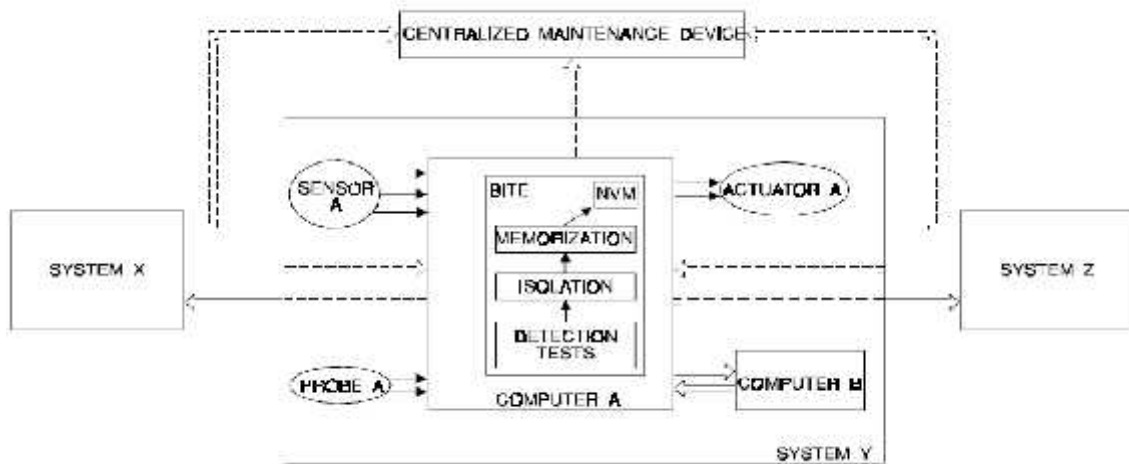 CENTRALIZED MAINTENANCE DEVICE
SENSOR
A
BITE
NVM
ACTUATOR A
MEMORIZATION
SYSTEM X
SYSTEM Z
ISOLATION
DETECTION
TESTS
PROBE A
COMPUTER B
COMPUTER A
SYSTEM Y